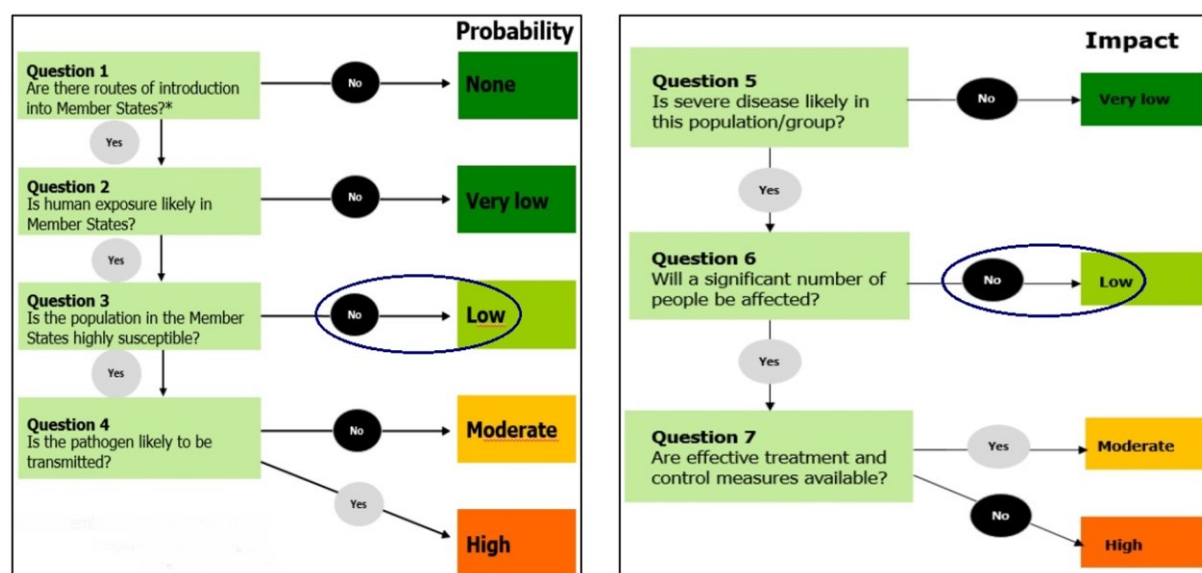 Probability
Question 1
Are there routes of introduction
into Member States?*
No
None
Yes
Question 2
Is human exposure likely in
Member States?
No
Very low
Yes
Question 3
Is the population in the Member
States highly susceptible?
No
Low
Yes
Question 4
Is the pathogen likely to be
transmitted?
No
Moderate
Yes
High
Impact
Question 5
Is severe disease likely in
this population/group?
No
Very low
Yes
Question 6
Will a significant number of
people be affected?
No
Low
Yes
Question 7
Are effective treatment and
control measures available?
Yes
Moderate
No
High